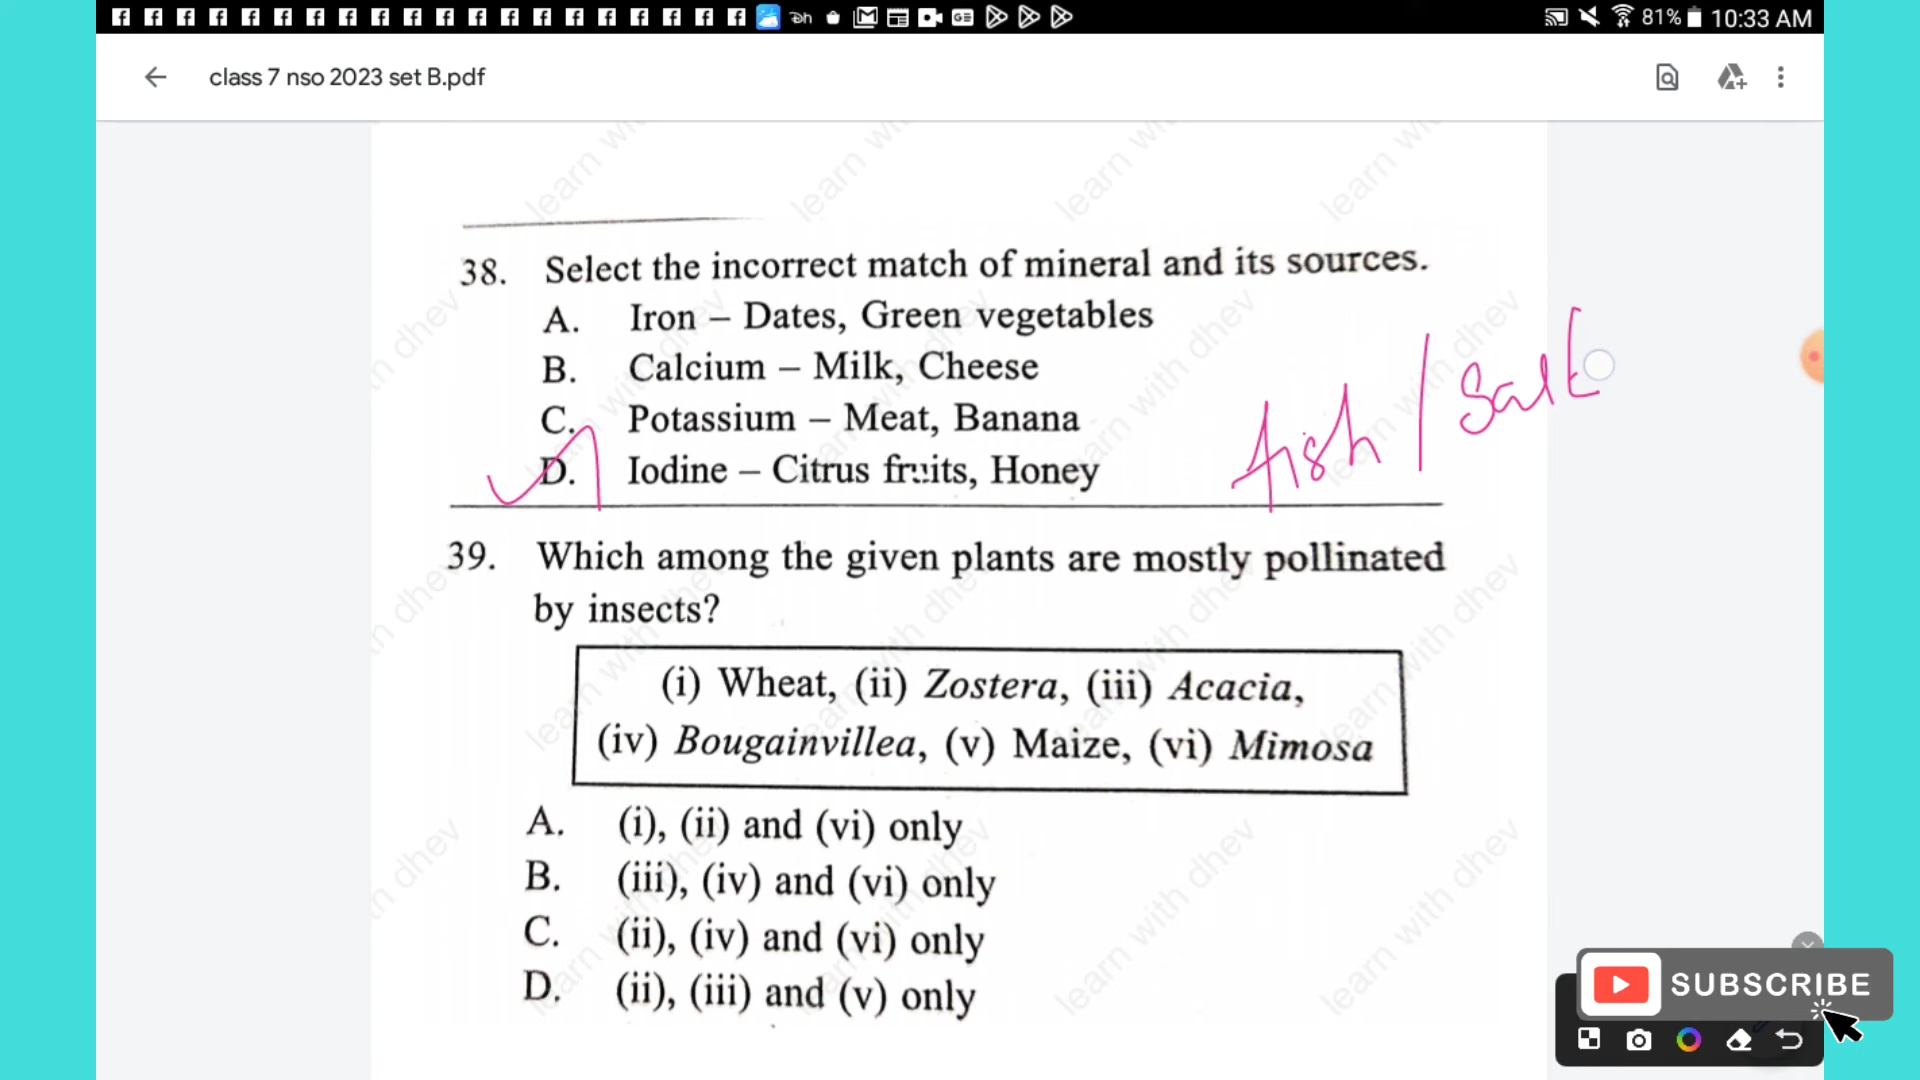 81% 10:33 AM
class 7 nso 2023 set B.pdf
38. Select the incorrect match of mineral and its sources.
A. Iron – Dates, Green vegetables
B. Calcium – Milk, Cheese
C. Potassium – Meat, Banana
D. Iodine – Citrus fruits, Honey
fish / Salt
39. Which among the given plants are mostly pollinated
by insects?
(i) Wheat, (ii) Zostera, (iii) Acacia,
(iv) Bougainvillea, (v) Maize, (vi) Mimosa
A. (i), (ii) and (vi) only
B. (iii), (iv) and (vi) only
C. (ii), (iv) and (vi) only
D. (ii), (iii) and (v) only
learn with dhev
SUBSCRIBE